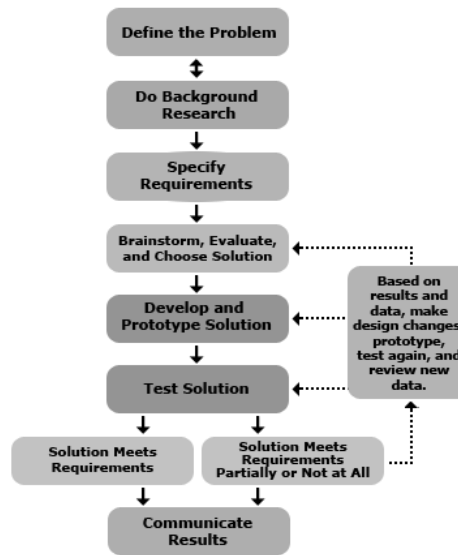 Define the Problem
Do Background
Research
Specify
Requirements
Brainstorm, Evaluate,
and Choose Solution
Develop and
Prototype Solution
Test Solution
Based on
results and
data, make
design changes,
prototype,
test again, and
review new
data.
Solution Meets
Requirements
Solution Meets
Requirements
Partially or Not at All
Communicate
Results